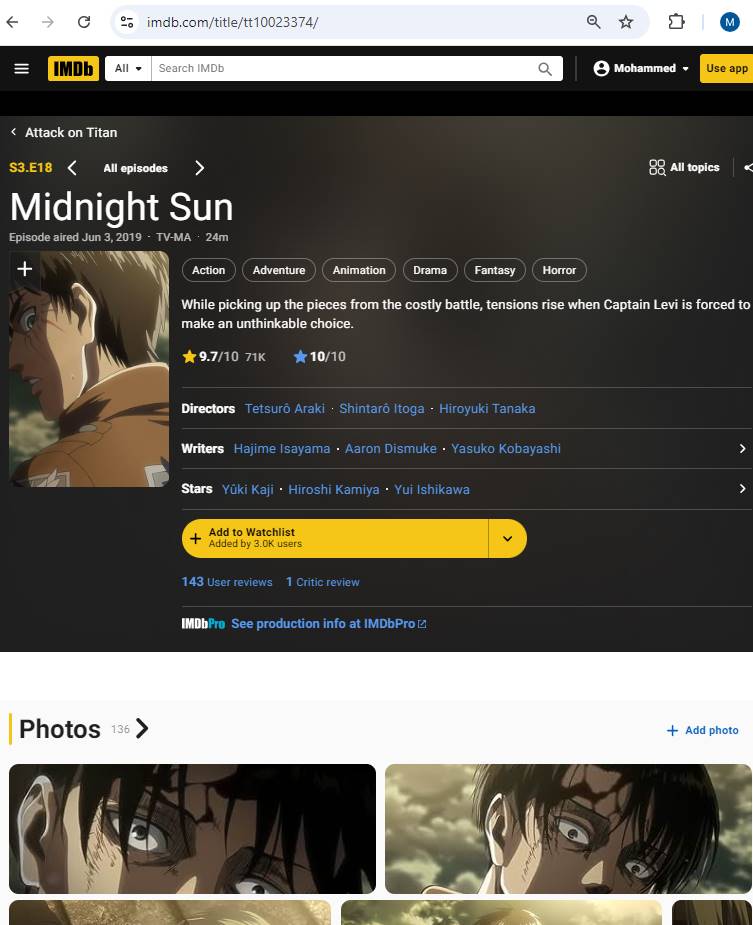 imdb.com/title/tt10023374/
M
IMDb All Search IMDb Mohammed Use app
Attack on Titan
S3.E18 All episodes All topics
Midnight Sun
Episode aired Jun 3, 2019 · TV-MA · 24m
Action Adventure Animation Drama Fantasy Horror
While picking up the pieces from the costly battle, tensions rise when Captain Levi is forced to
make an unthinkable choice.
9.7/10 71K 10/10
Directors Tetsurô Araki · Shintarô Itoga · Hiroyuki Tanaka
Writers Hajime Isayama · Aaron Dismuke · Yasuko Kobayashi
Stars Yûki Kaji · Hiroshi Kamiya · Yui Ishikawa
Add to Watchlist
Added by 3.0K users
143 User reviews 1 Critic review
IMDbPro See production info at IMDbPro
Photos 136 Add photo